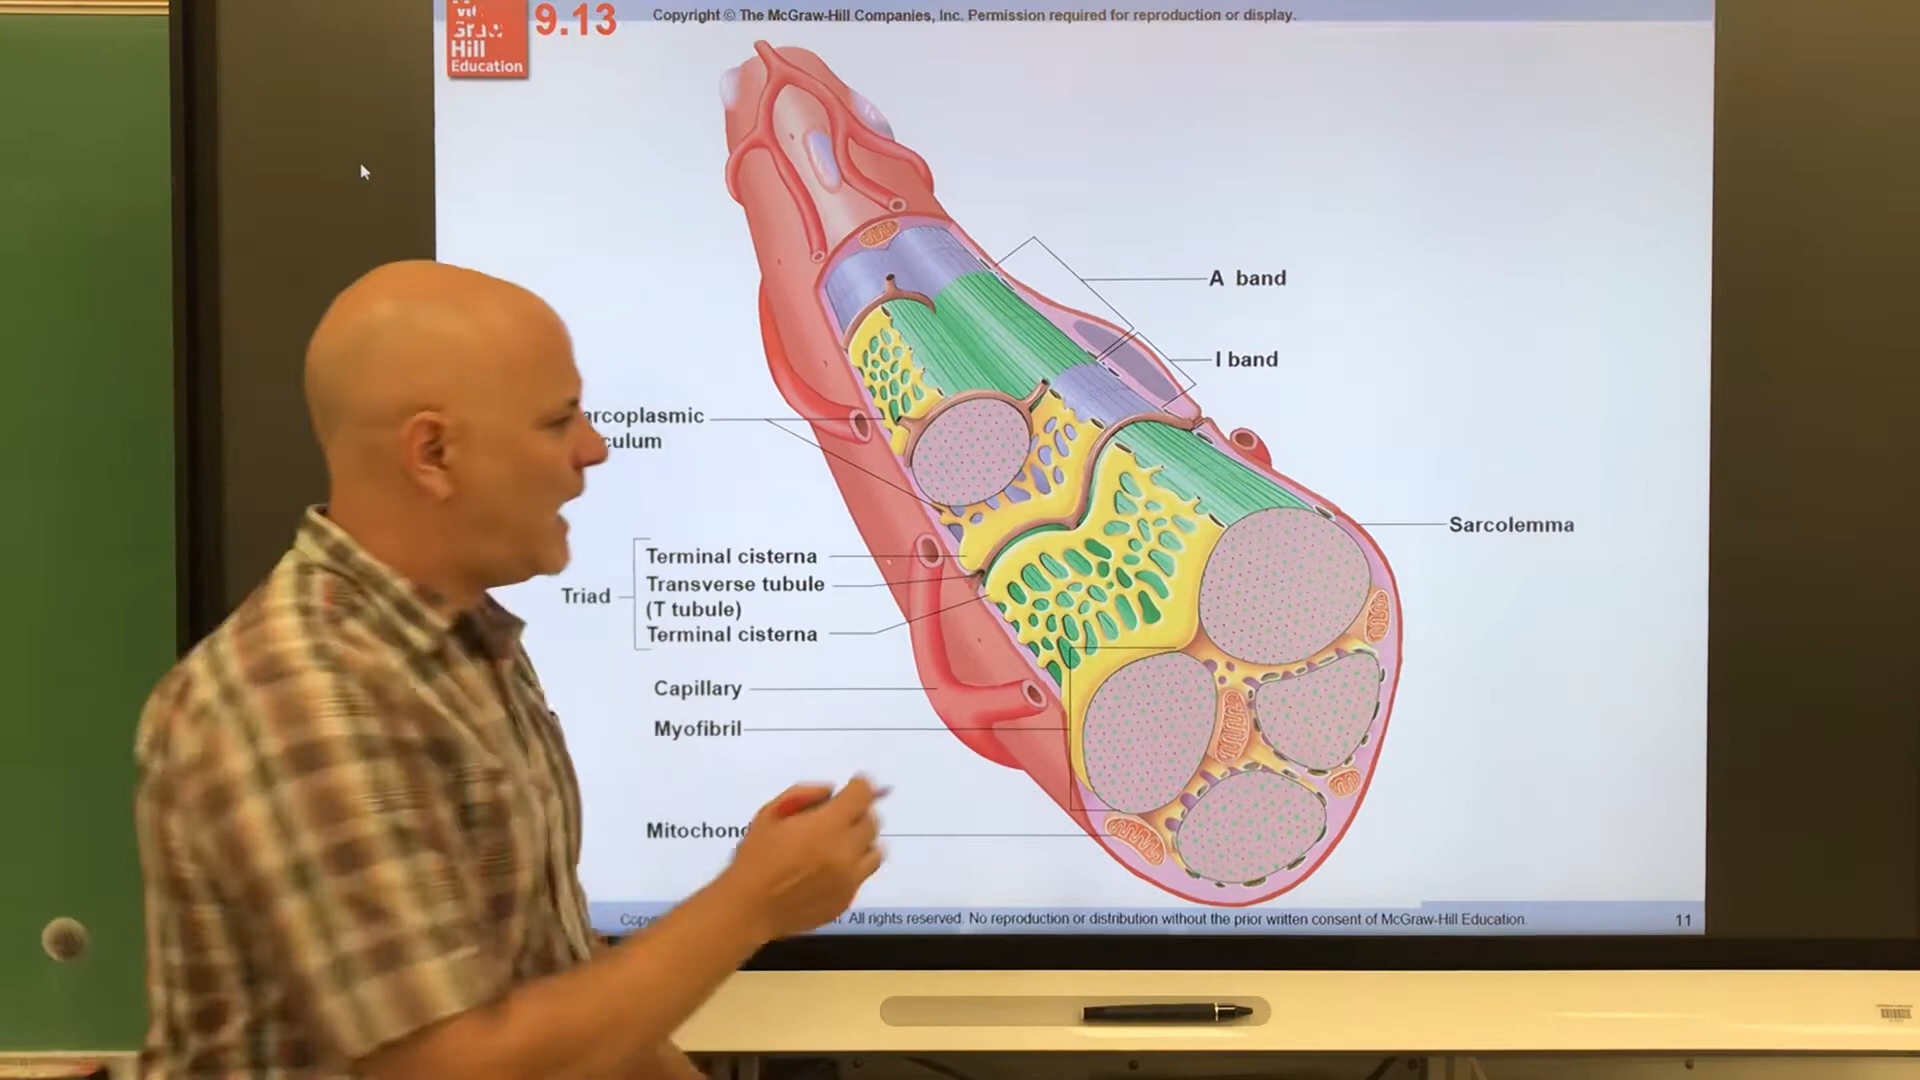 Hill
Education
9.13
Copyright © The McGraw-Hill Companies, Inc. Permission required for reproduction or display.
A band
I band
arcoplasmic
culum
Sarcolemma
Triad
Terminal cisterna
Transverse tubule
(T tubule)
Terminal cisterna
Capillary
Myofibril
Mitochond
All rights reserved. No reproduction or distribution without the prior written consent of McGraw-Hill Education.
11